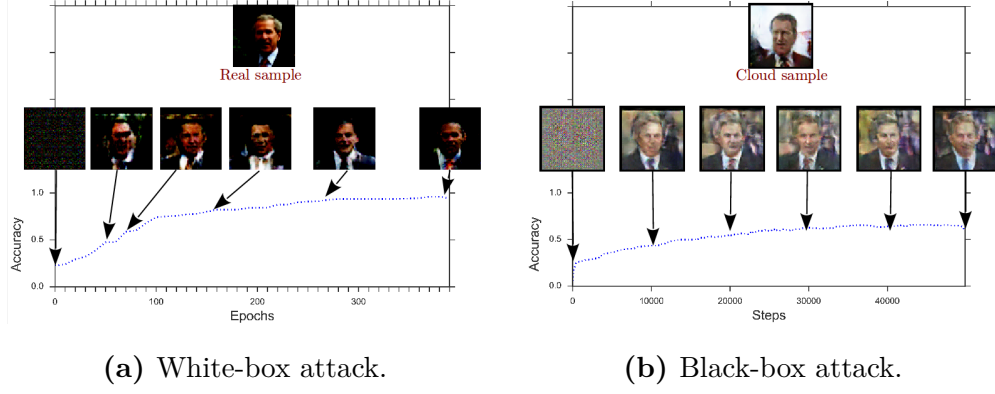 Real sample
1.0
0.5
0.0
Accuracy
0
100
200
300
Epochs
(a) White-box attack.
Cloud sample
1.0
0.5
0.0
Accuracy
0
10000
20000
30000
40000
Steps
(b) Black-box attack.